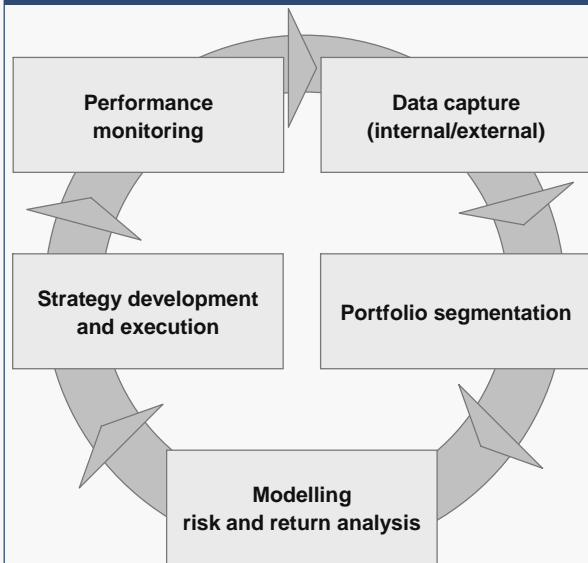 Performance
monitoring
Data capture
(internal/external)
Strategy development
and execution
Portfolio segmentation
Modelling
risk and return analysis